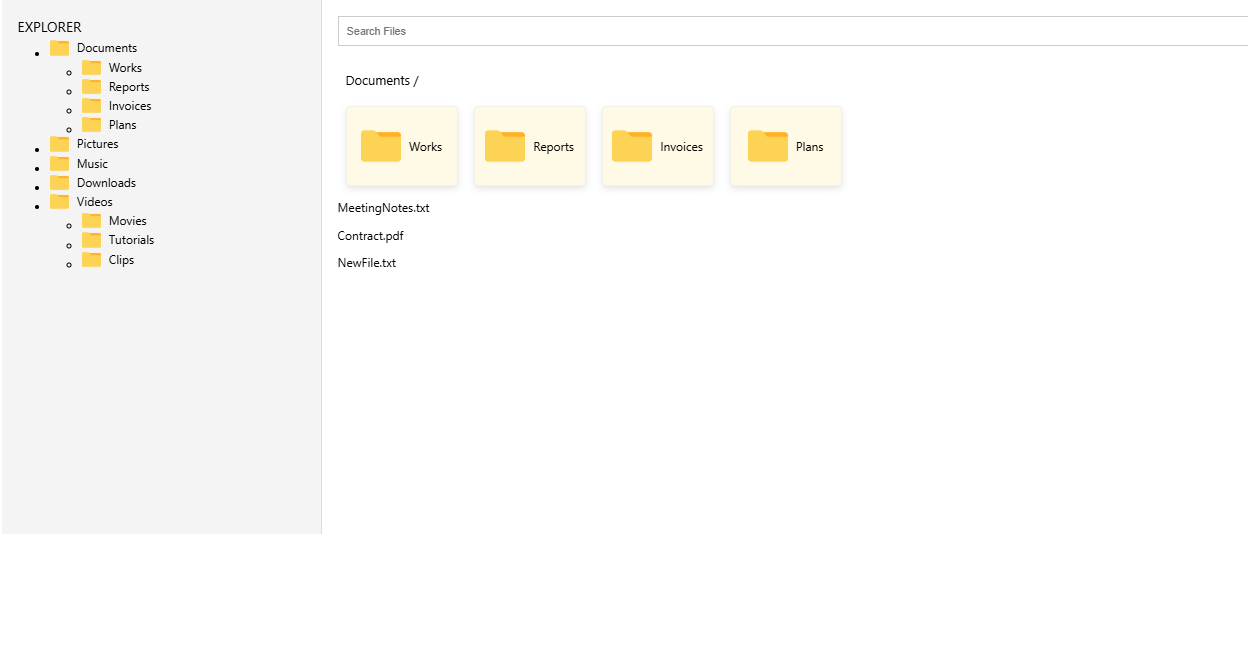 EXPLORER
Documents
Works
Reports
Invoices
Plans
Pictures
Music
Downloads
Videos
Movies
Tutorials
Clips
Search Files
Documents /
Works Reports Invoices Plans
MeetingNotes.txt
Contract.pdf
NewFile.txt